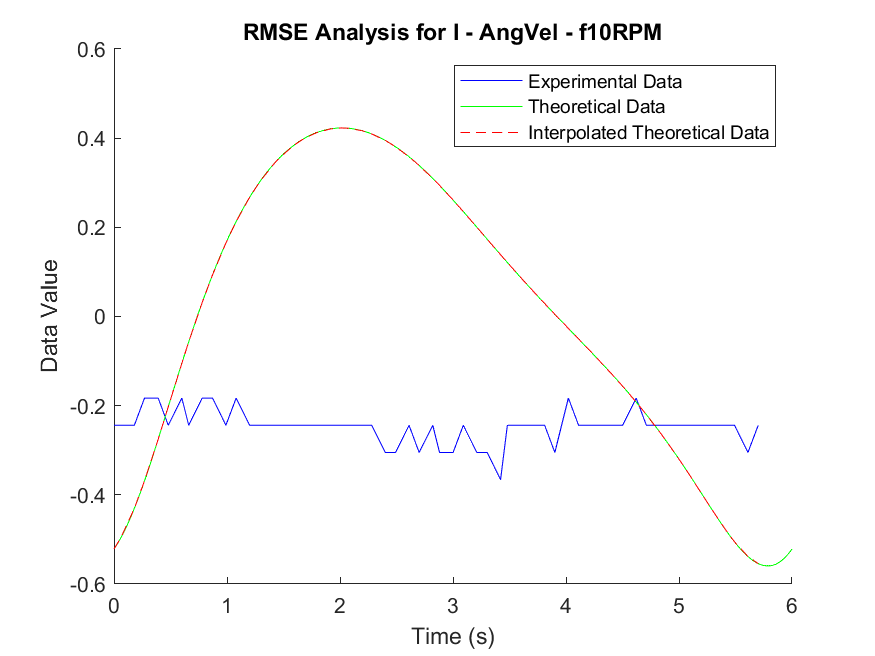 RMSE Analysis for I - AngVel - f10RPM
Experimental Data
Theoretical Data
Interpolated Theoretical Data
Data Value
0.6
0.4
0.2
0
-0.2
-0.4
-0.6
0 1 2 3 4 5 6
Time (s)